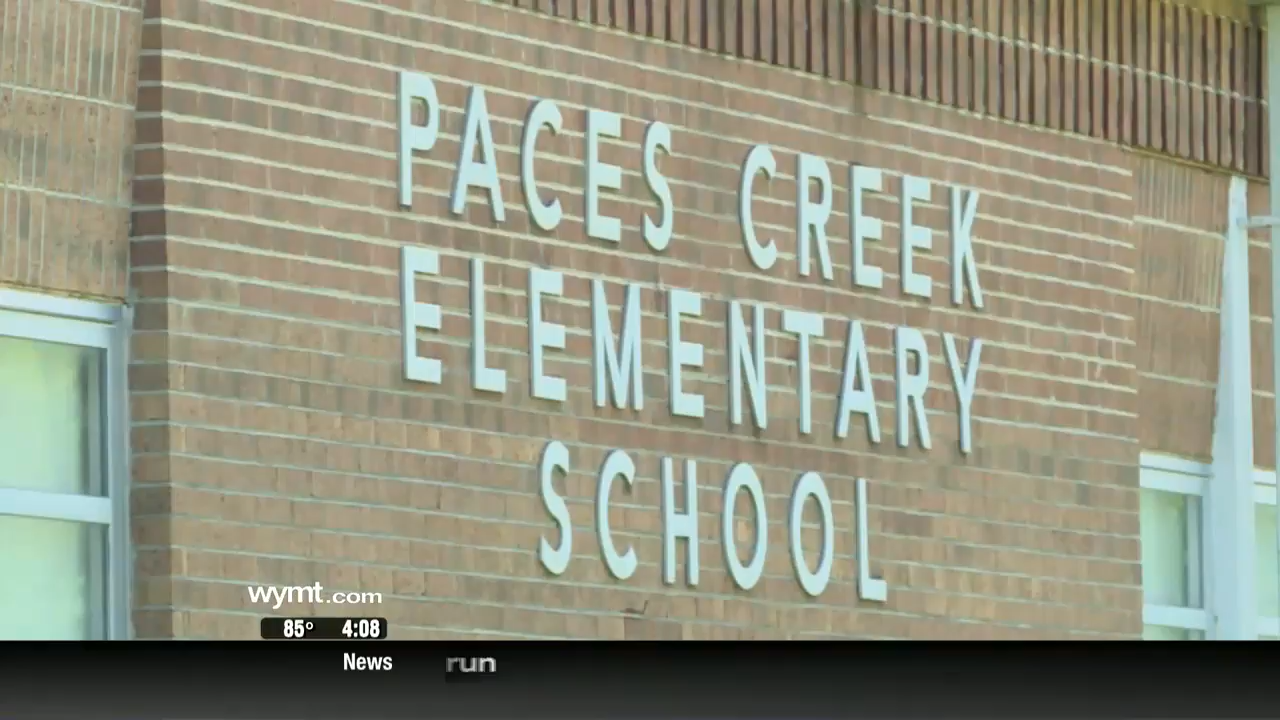 PACES CREEK
ELEMENTARY
SCHOOL
wymt.com
85° 4:08
News run